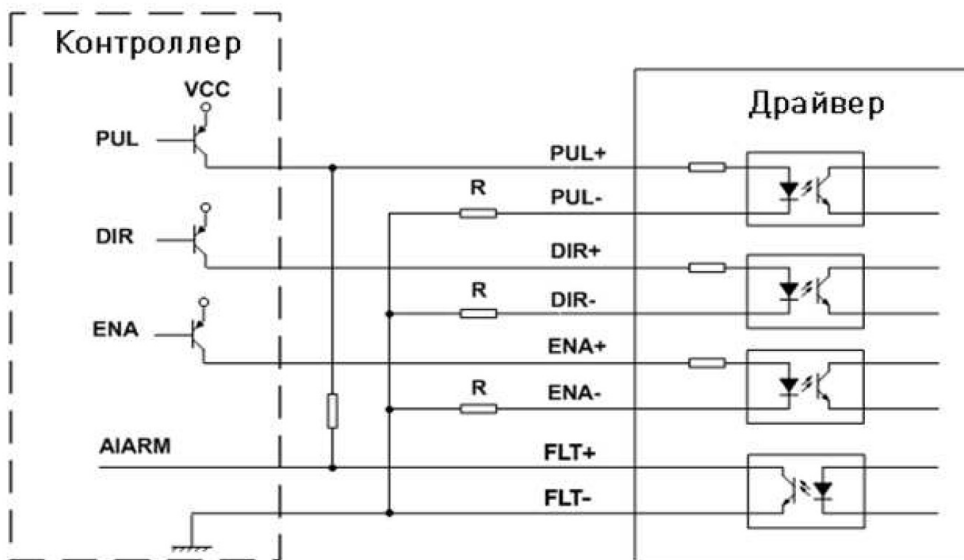 Контроллер
Драйвер
VCC
PUL
PUL+
R
PUL-
DIR
DIR+
R
DIR-
ENA
ENA+
R
ENA-
AIARM
FLT+
FLT-